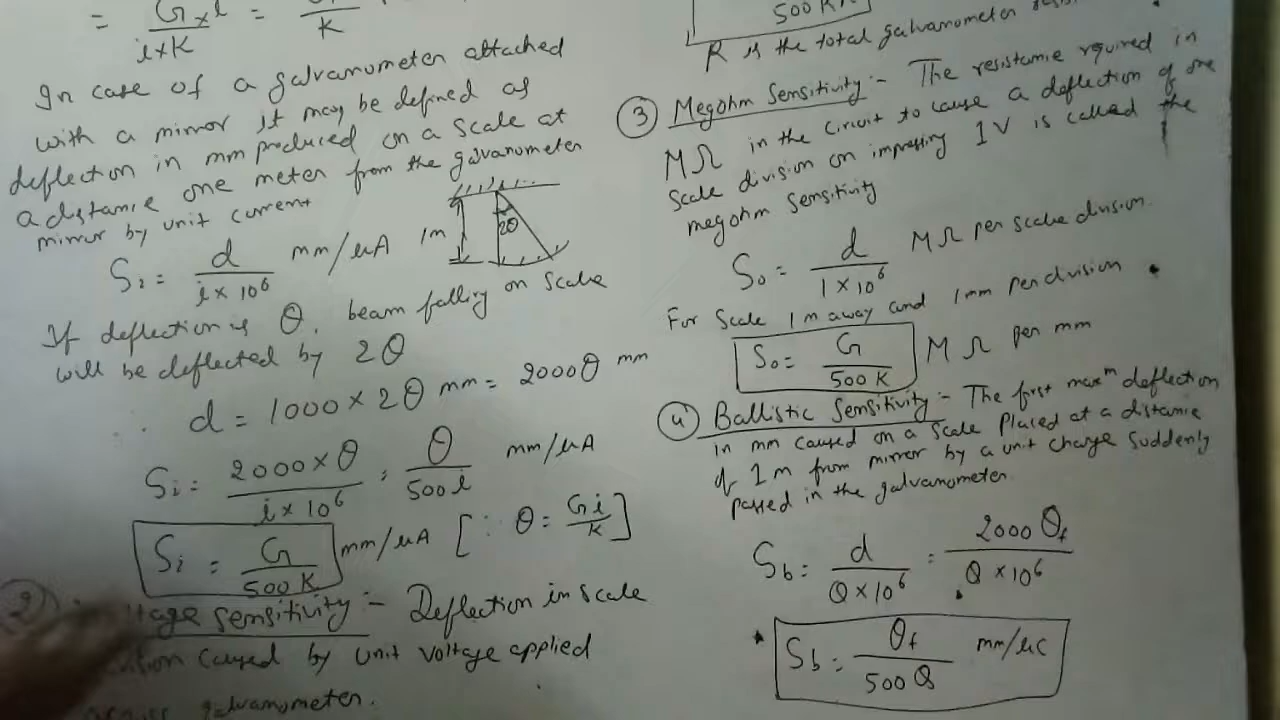 = G x i / i x K = / K
In case of a galvanometer attached
with a mirror it may be defined as
deflection in mm produced on a scale at
a distance one meter from the galvanometer
mirror by unit current
Si = d / i × 10^6 mm/μA
1m
2θ
If deflection is θ, beam falling on scale
will be deflected by 2θ
∴ d = 1000 × 2θ mm = 2000θ mm
Si = 2000 × θ / i × 10^6 = θ / 500 i mm/μA
Si = G / 500 K mm/μA [∵ θ = Gi / K]
2 tage sensitivity :- Deflection in scale
caused by unit voltage applied
galvanometer.
500 K
R is the total galvanometer
3 Megohm Sensitivity :- The resistance required in
MΩ in the circuit to cause a deflection of one
Scale division on impressing 1V is called the
megohm sensitivity
So = d / 1 × 10^6 MΩ per scale division
For Scale 1m away and 1mm per division
So = G / 500 K MΩ per mm
4 Ballistic Sensitivity :- The first max^m deflection
in mm caused on a scale placed at a distance
of 1m from mirror by a unit charge suddenly
passed in the galvanometer.
Sb = d / Q × 10^6 = 2000 θf / Q × 10^6
Sb = θf / 500 Q mm/μC